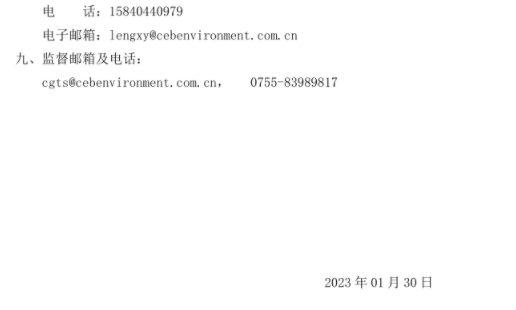 电　　话：15840440979
电子邮箱：lengxy@cebenvironment.com.cn
九、监督邮箱及电话：
cgts@cebenvironment.com.cn,　0755-83989817
2023 年 01 月 30 日